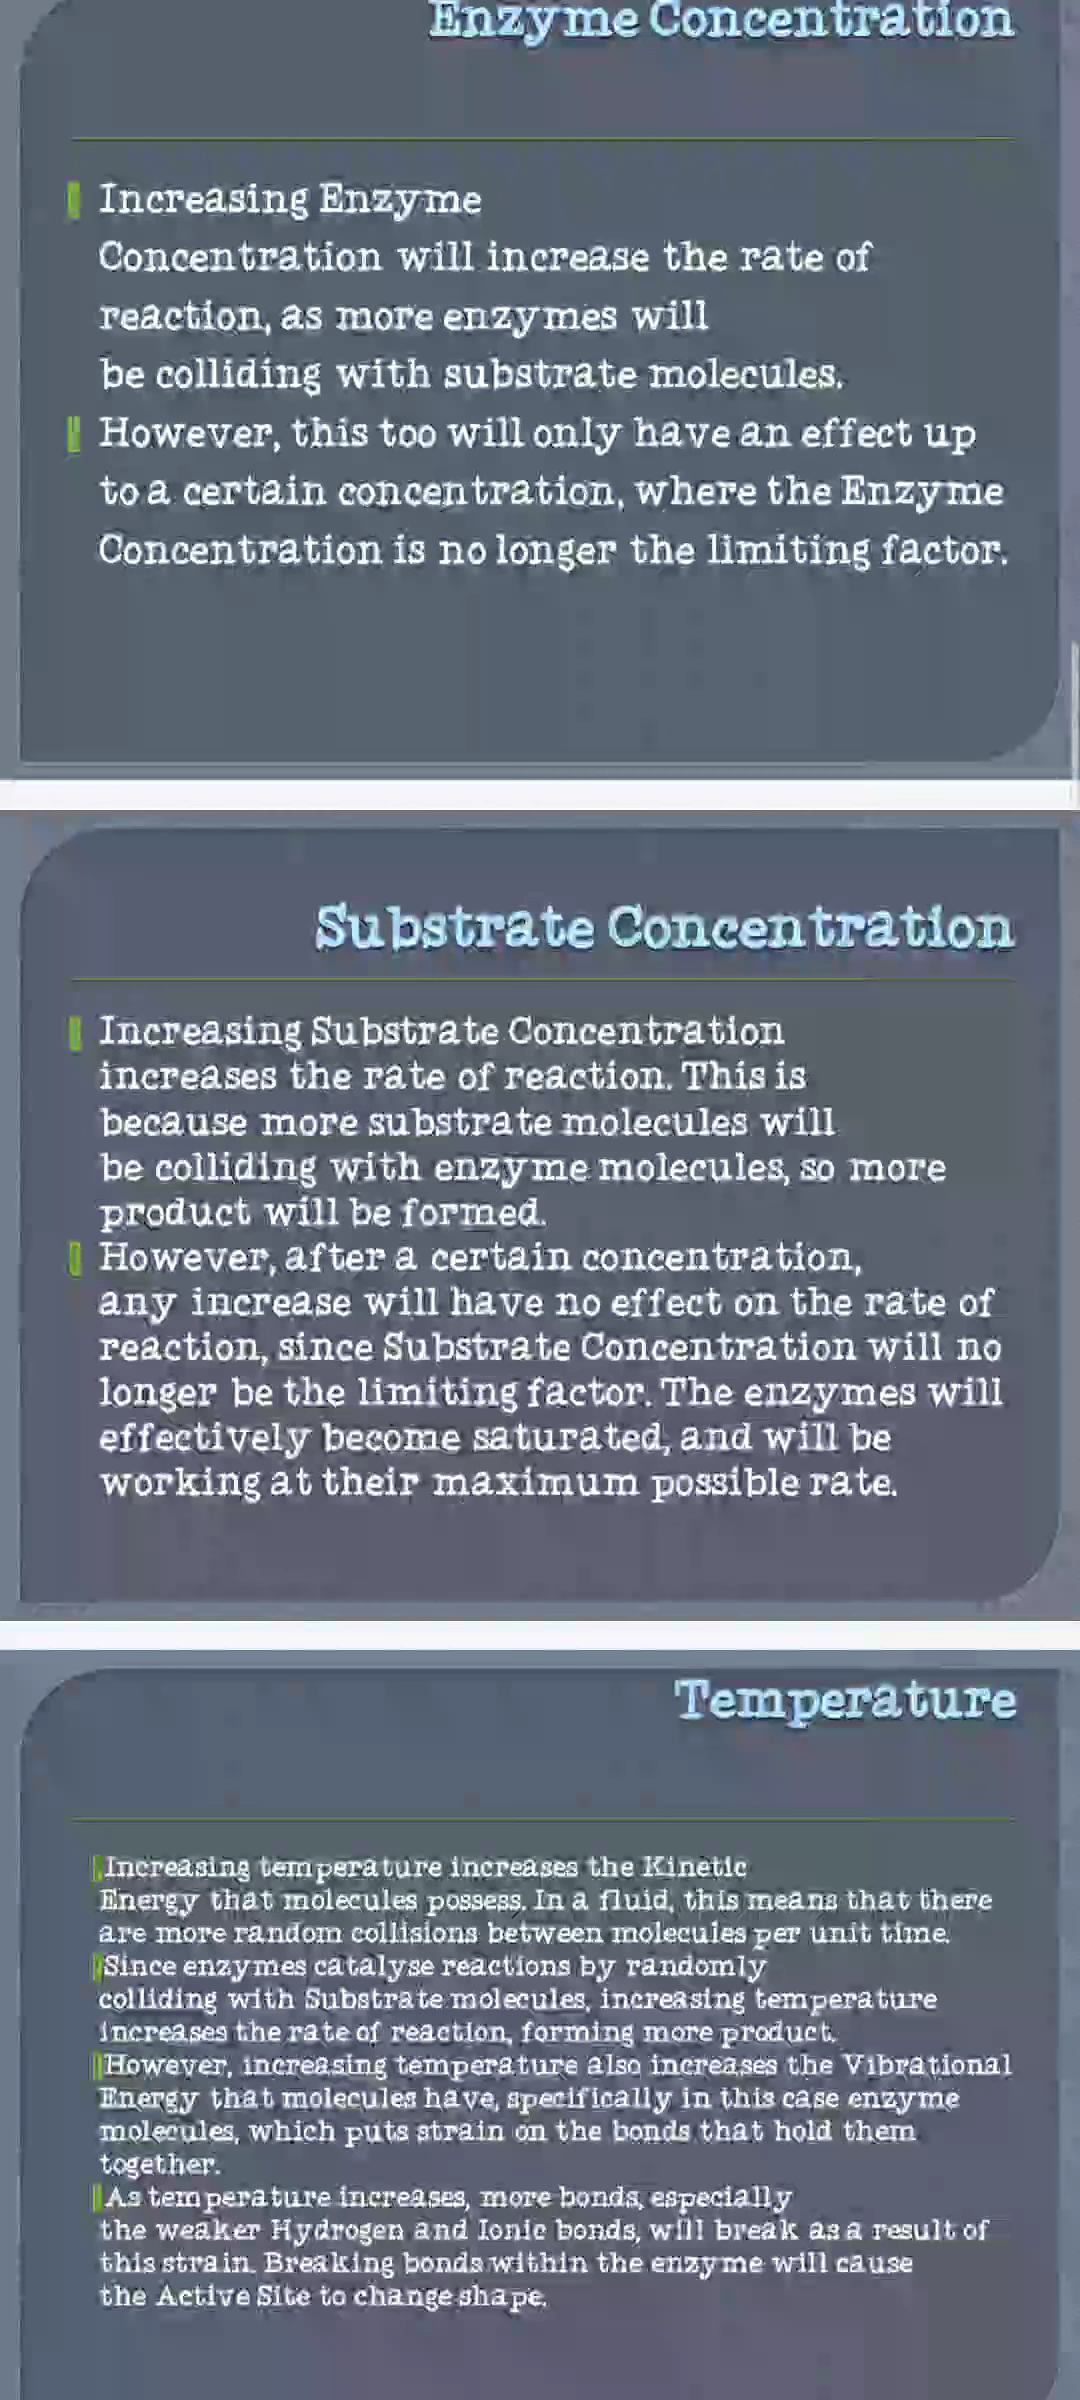 Enzyme Concentration
Increasing Enzyme
Concentration will increase the rate of
reaction, as more enzymes will
be colliding with substrate molecules.
However, this too will only have an effect up
to a certain concentration, where the Enzyme
Concentration is no longer the limiting factor.
Substrate Concentration
Increasing Substrate Concentration
increases the rate of reaction. This is
because more substrate molecules will
be colliding with enzyme molecules, so more
product will be formed.
However, after a certain concentration,
any increase will have no effect on the rate of
reaction, since Substrate Concentration will no
longer be the limiting factor. The enzymes will
effectively become saturated, and will be
working at their maximum possible rate.
Temperature
Increasing temperature increases the Kinetic
Energy that molecules possess. In a fluid, this means that there
are more random collisions between molecules per unit time.
Since enzymes catalyse reactions by randomly
colliding with Substrate molecules, increasing temperature
increases the rate of reaction, forming more product.
However, increasing temperature also increases the Vibrational
Energy that molecules have, specifically in this case enzyme
molecules, which puts strain on the bonds that hold them
together.
As temperature increases, more bonds, especially
the weaker Hydrogen and Ionic bonds, will break as a result of
this strain. Breaking bonds within the enzyme will cause
the Active Site to change shape.